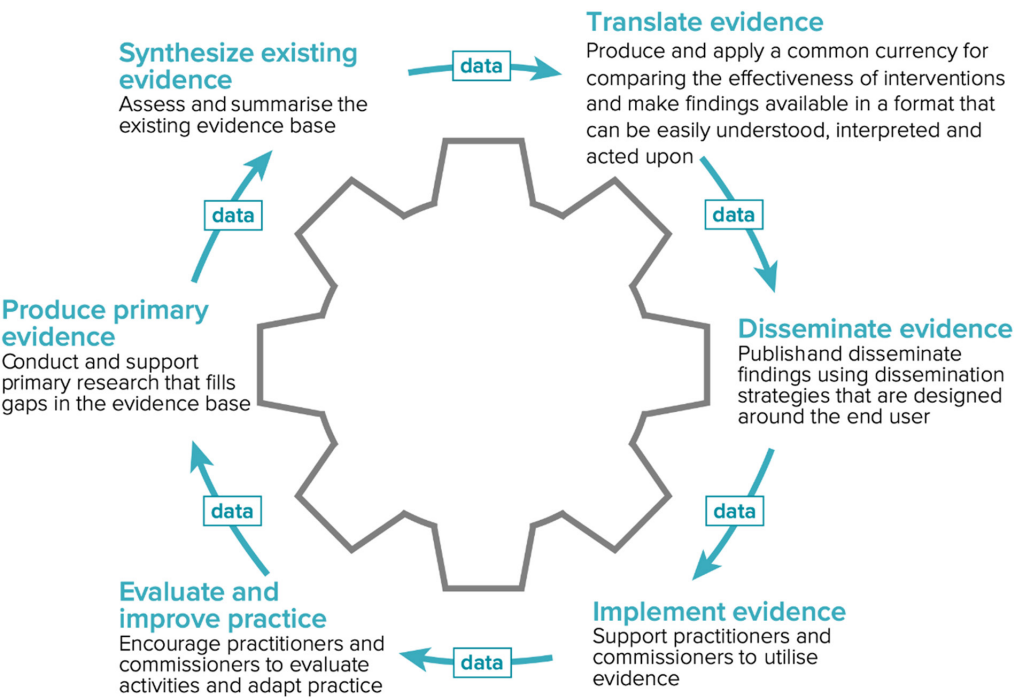 Synthesize existing
evidence
Assess and summarise the
existing evidence base
data
Translate evidence
Produce and apply a common currency for
comparing the effectiveness of interventions
and make findings available in a format that
can be easily understood, interpreted and
acted upon
data
Disseminate evidence
Publishand disseminate
findings using dissemination
strategies that are designed
around the end user
data
Implement evidence
Support practitioners and
commissioners to utilise
evidence
data
Evaluate and
improve practice
Encourage practitioners and
commissioners to evaluate
activities and adapt practice
data
Produce primary
evidence
Conduct and support
primary research that fills
gaps in the evidence base
data